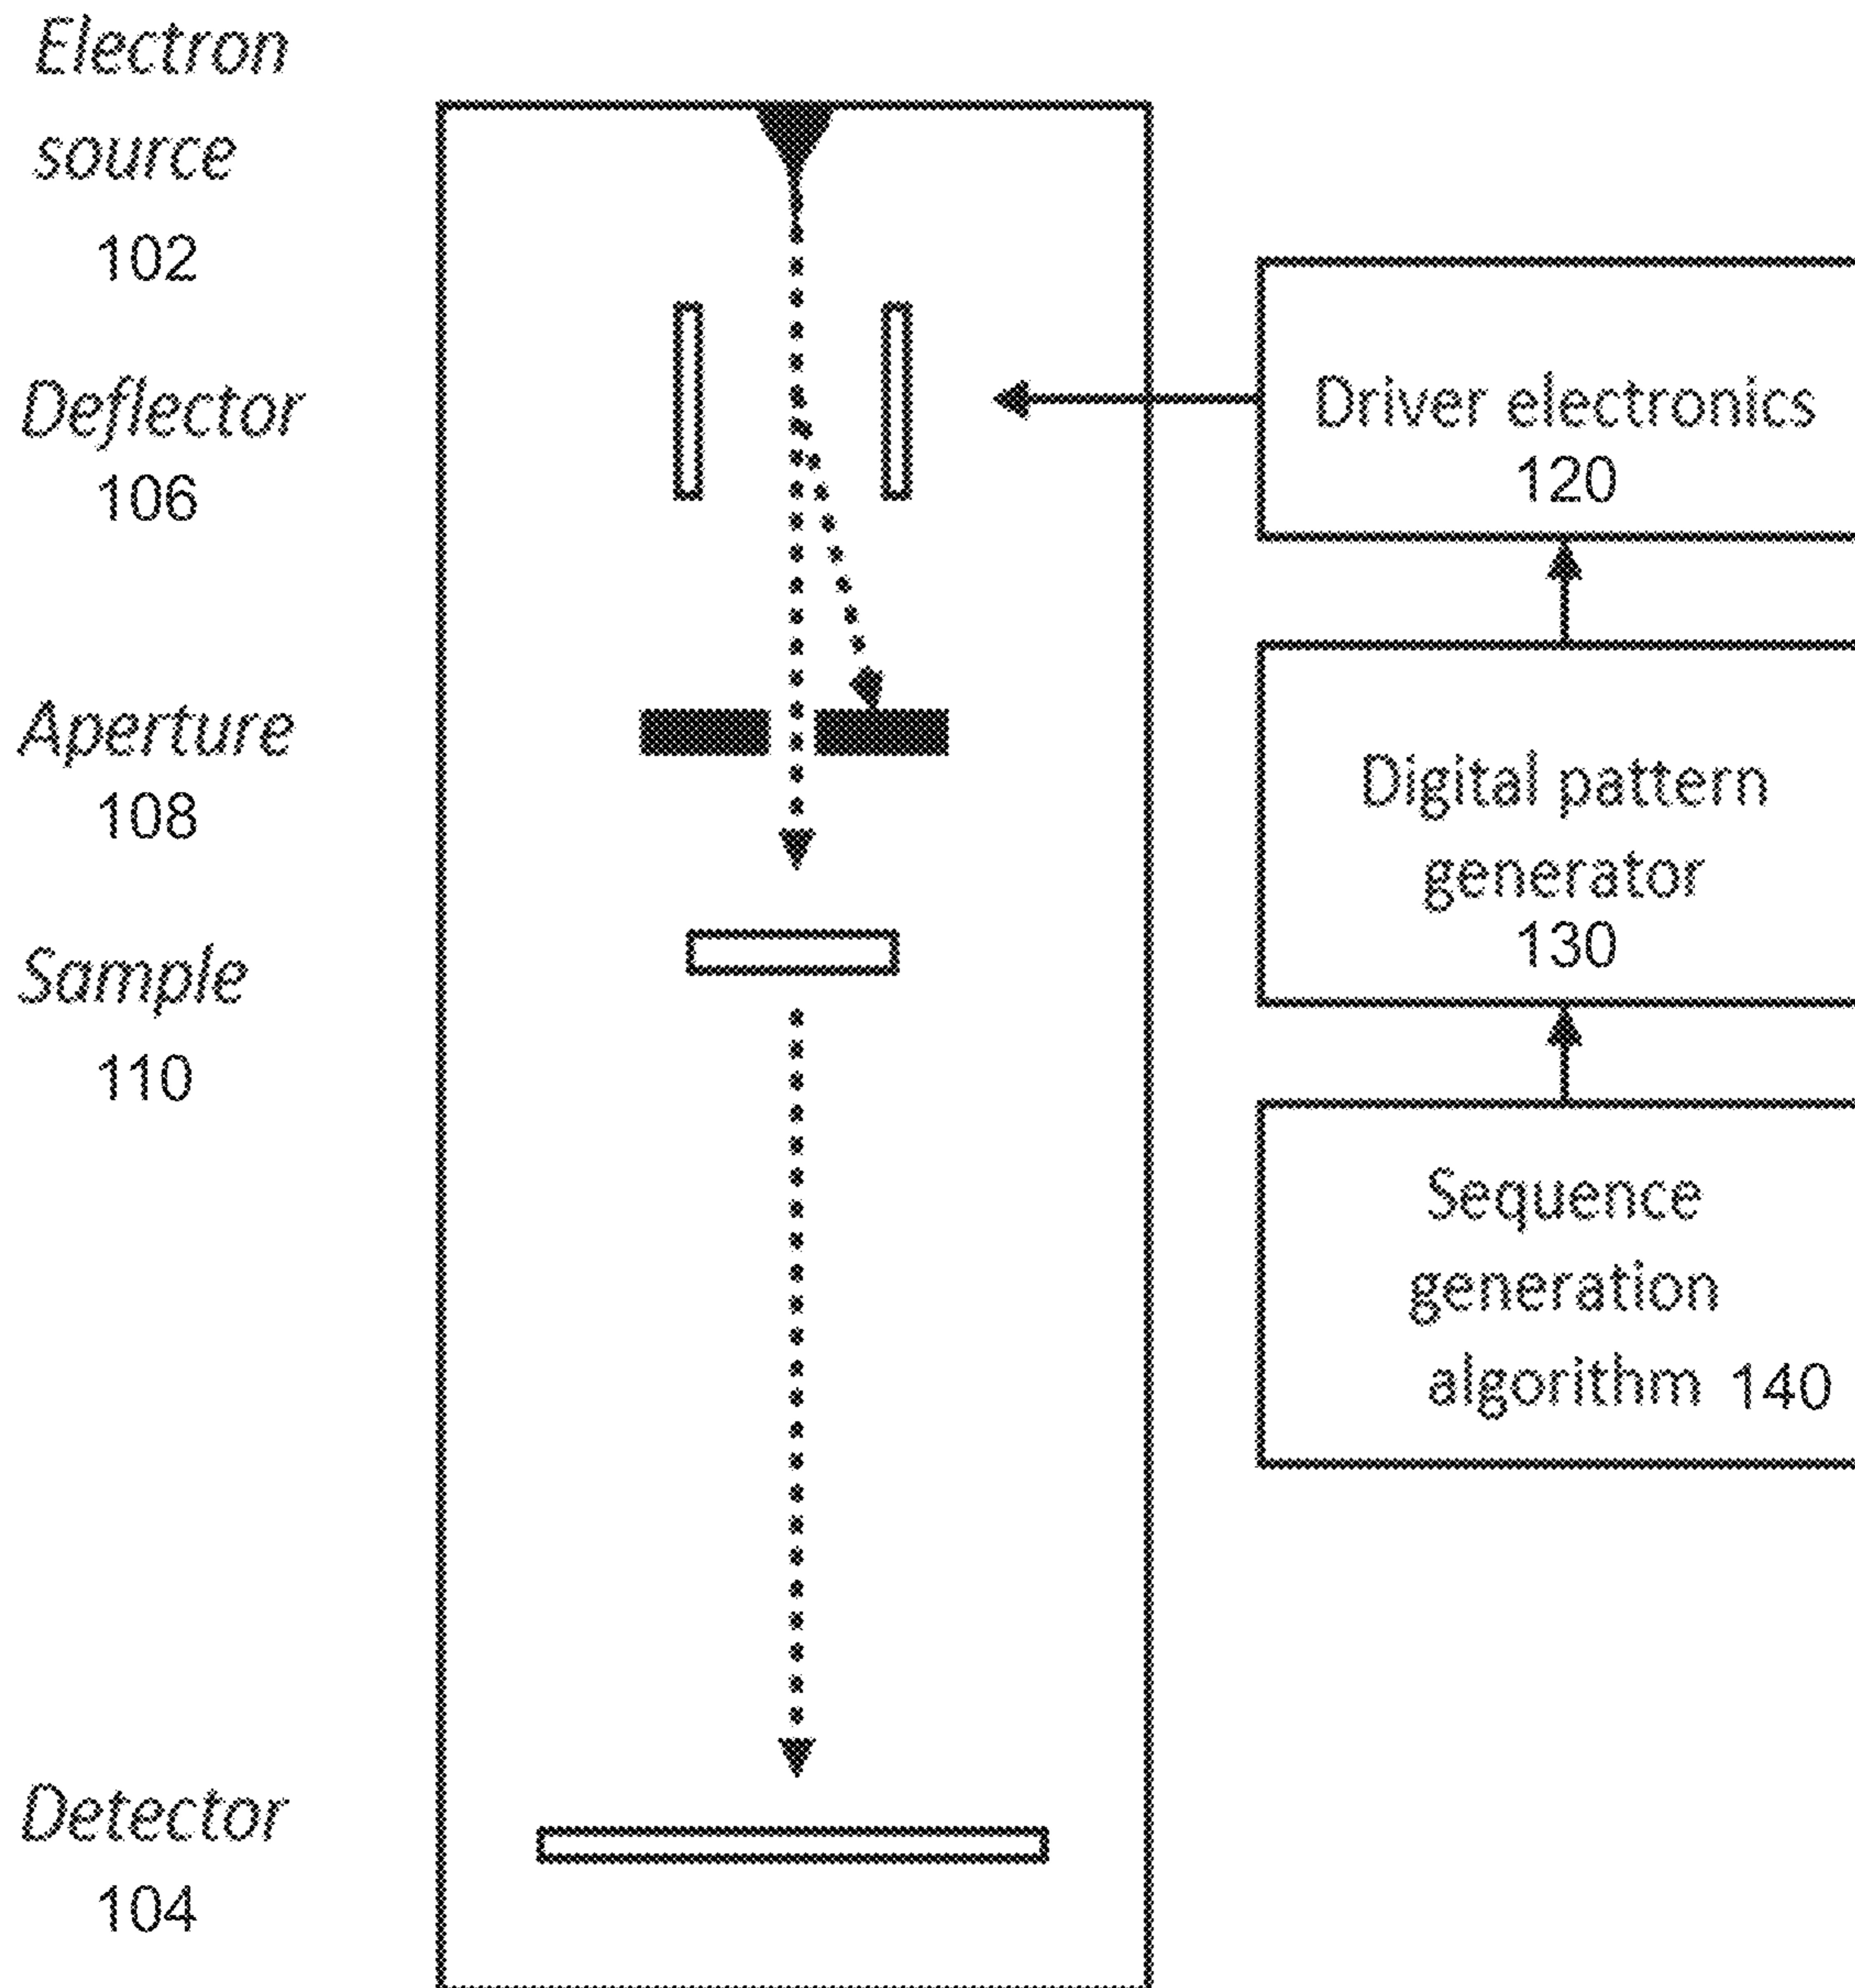 Electron
source
102
Deflector
106
Aperture
108
Sample
110
Detector
104
Driver electronics
120
Digital pattern
generator
130
Sequence
generation
algorithm 140